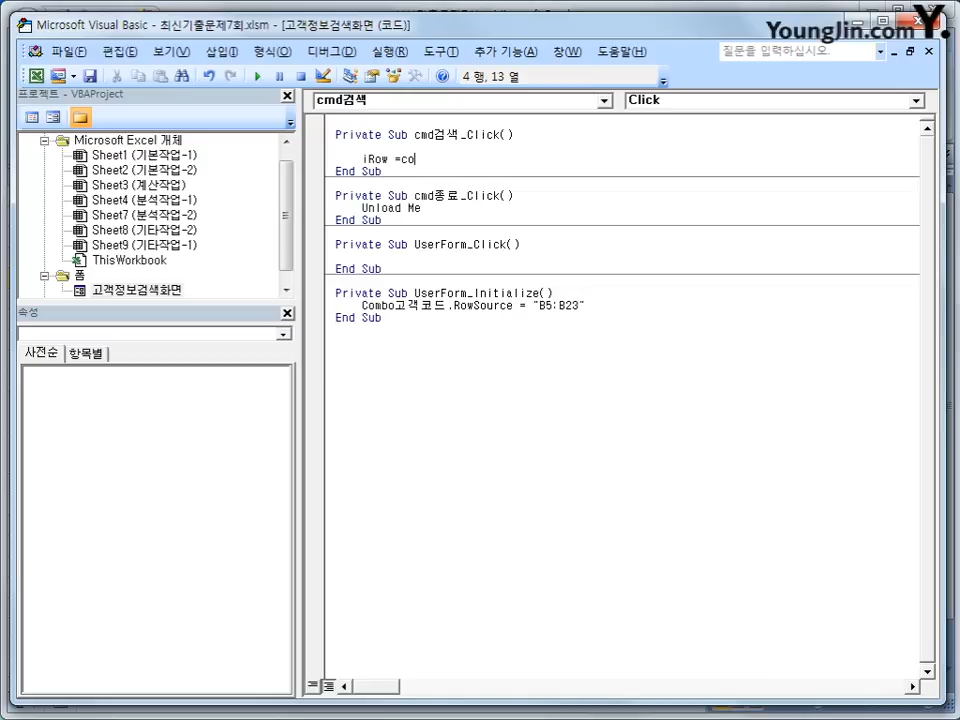 Microsoft Visual Basic - 최신기출문제7회.xlsm - [고객정보검색화면 (코드)]
Younglin.com Y.
파일(F) 편집(E) 보기(V) 삽입(I) 형식(O) 디버그(D) 실행(R) 도구(T) 추가 기능(A) 창(W) 도움말(H) 질문을 입력하십시오.
4 행, 13 열
프로젝트 - VBAProject
cmd검색 Click
Microsoft Excel 개체
Sheet1 (기본작업-1)
Sheet2 (기본작업-2)
Sheet3 (계산작업)
Sheet4 (분석작업-1)
Sheet7 (분석작업-2)
Sheet8 (기타작업-2)
Sheet9 (기타작업-1)
ThisWorkbook
폼
고객정보검색화면
속성
사전순 항목별
Private Sub cmd검색_Click()
iRow =co
End Sub
Private Sub cmd종료_Click()
Unload Me
End Sub
Private Sub UserForm_Click()
End Sub
Private Sub UserForm_Initialize()
Combo고객코드.RowSource = "B5:B23"
End Sub